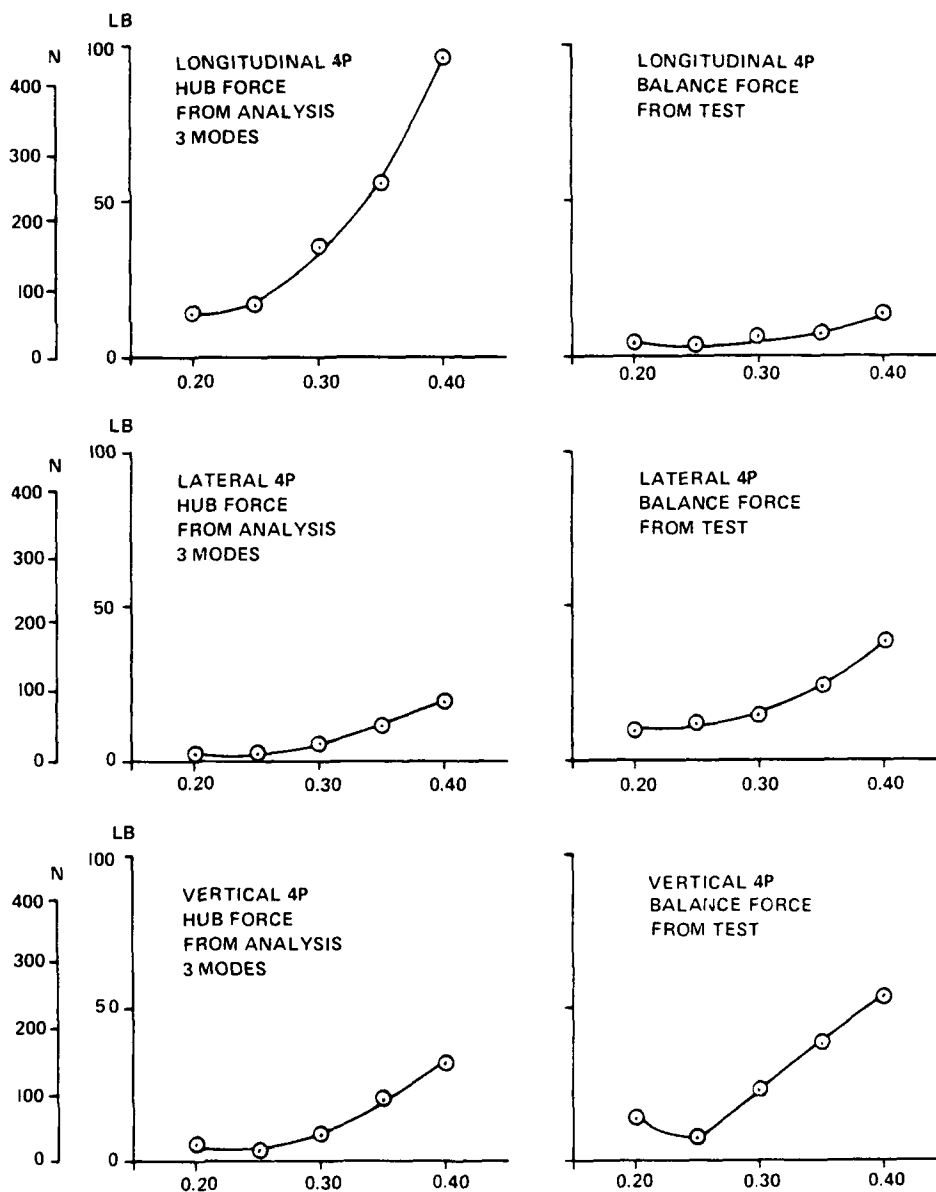 LB
N
100
400
300
200
100
0
50
0
LONGITUDINAL 4P
HUB FORCE
FROM ANALYSIS
3 MODES
0.20
0.30
0.40
LONGITUDINAL 4P
BALANCE FORCE
FROM TEST
0.20
0.30
0.40
LB
N
100
400
300
200
100
0
50
0
LATERAL 4P
HUB FORCE
FROM ANALYSIS
3 MODES
0.20
0.30
0.40
LATERAL 4P
BALANCE FORCE
FROM TEST
0.20
0.30
0.40
LB
N
100
400
300
200
100
0
50
0
VERTICAL 4P
HUB FORCE
FROM ANALYSIS
3 MODES
0.20
0.30
0.40
VERTICAL 4P
BALANCE FORCE
FROM TEST
0.20
0.30
0.40